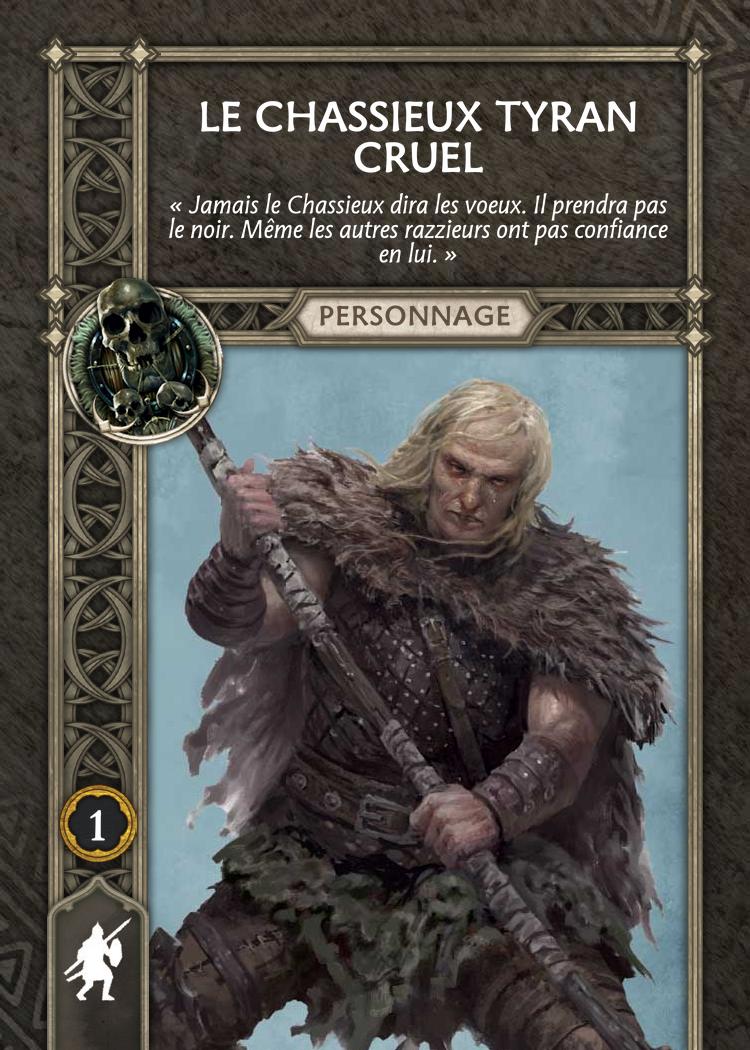 LE CHASSIEUX TYRAN
CRUEL
« Jamais le Chassieux dira les voeux. Il prendra pas
le noir. Même les autres razzieurs ont pas confiance
en lui. »
PERSONNAGE
1